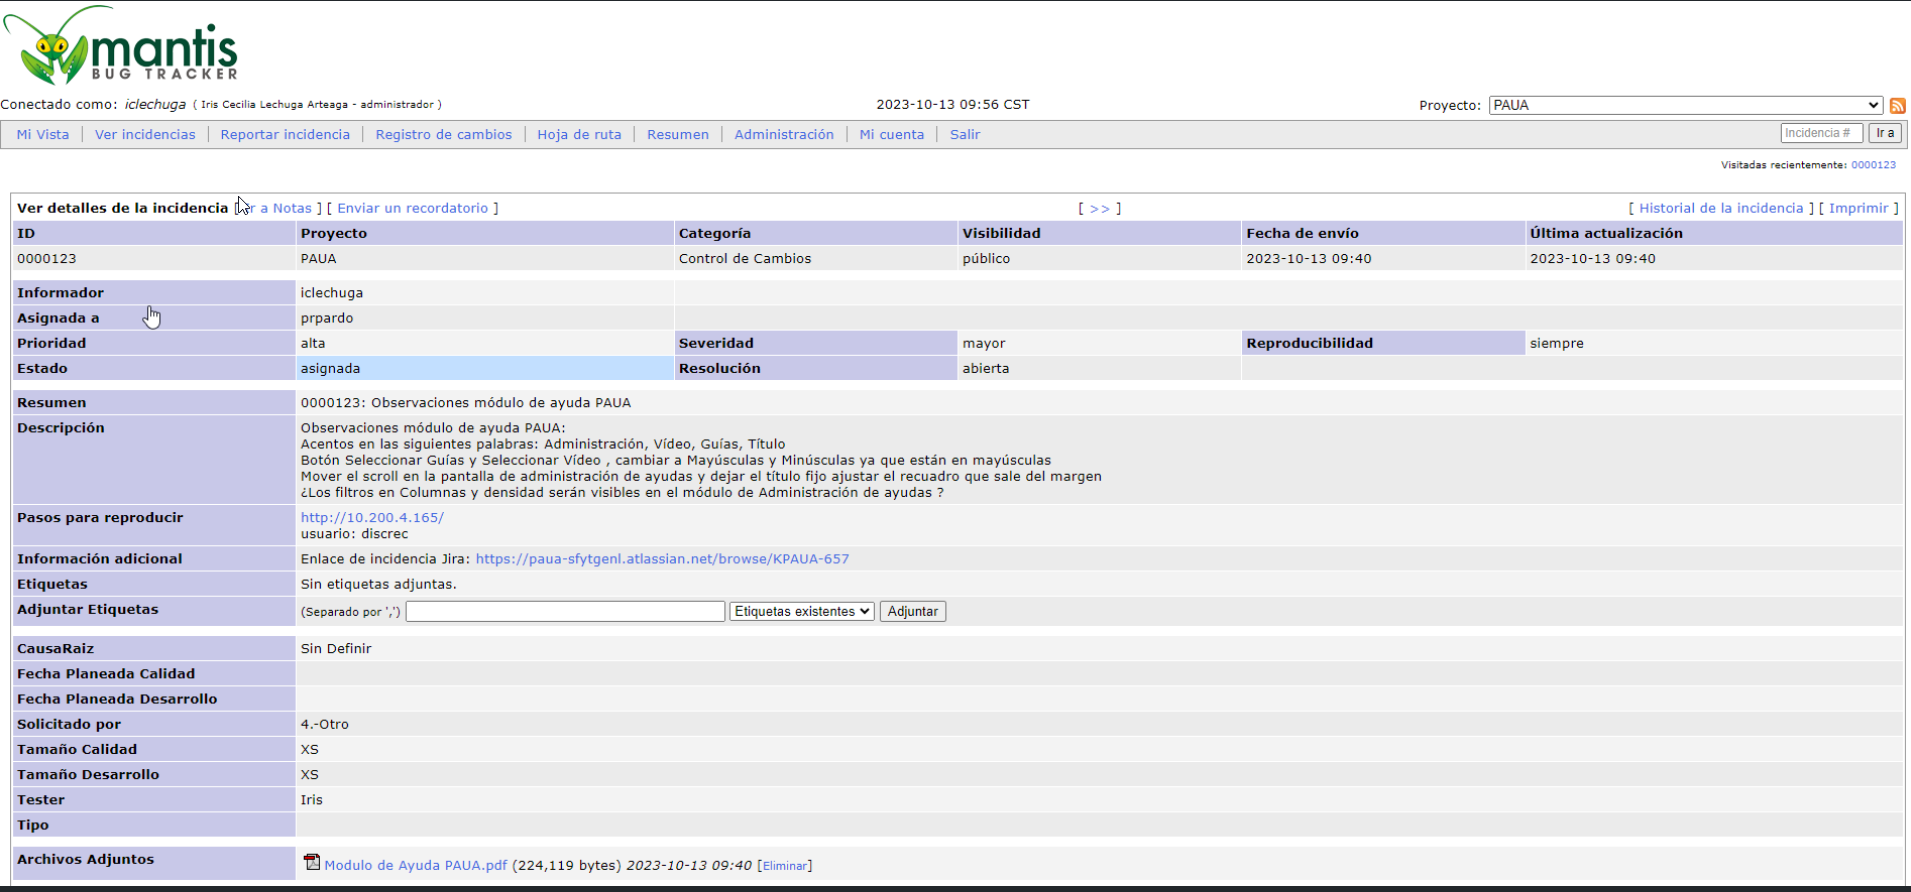 mantis
BUG TRACKER
Conectado como: iclechuga ( Iris Cecilia Lechuga Arteaga - administrador )
2023-10-13 09:56 CST
Proyecto: PAUA
Mi Vista | Ver incidencias | Reportar incidencia | Registro de cambios | Hoja de ruta | Resumen | Administración | Mi cuenta | Salir
Incidencia # Ir a
Visitadas recientemente: 0000123
Ver detalles de la incidencia [ r a Notas ] [ Enviar un recordatorio ] [ >> ] [ Historial de la incidencia ] [ Imprimir ]
ID Proyecto Categoría Visibilidad Fecha de envío Última actualización
0000123 PAUA Control de Cambios público 2023-10-13 09:40 2023-10-13 09:40
Informador iclechuga
Asignada a prpardo
Prioridad alta Severidad mayor Reproducibilidad siempre
Estado asignada Resolución abierta
Resumen 0000123: Observaciones módulo de ayuda PAUA
Descripción Observaciones módulo de ayuda PAUA:
Acentos en las siguientes palabras: Administración, Vídeo, Guías, Título
Botón Seleccionar Guías y Seleccionar Vídeo , cambiar a Mayúsculas y Minúsculas ya que están en mayúsculas
Mover el scroll en la pantalla de administración de ayudas y dejar el título fijo ajustar el recuadro que sale del margen
¿Los filtros en Columnas y densidad serán visibles en el módulo de Administración de ayudas ?
Pasos para reproducir http://10.200.4.165/
usuario: discrec
Información adicional Enlace de incidencia Jira: https://paua-sfytgenl.atlassian.net/browse/KPAUA-657
Etiquetas Sin etiquetas adjuntas.
Adjuntar Etiquetas (Separado por ',') Etiquetas existentes Adjuntar
CausaRaiz Sin Definir
Fecha Planeada Calidad
Fecha Planeada Desarrollo
Solicitado por 4.-Otro
Tamaño Calidad XS
Tamaño Desarrollo XS
Tester Iris
Tipo
Archivos Adjuntos Modulo de Ayuda PAUA.pdf (224,119 bytes) 2023-10-13 09:40 [Eliminar]